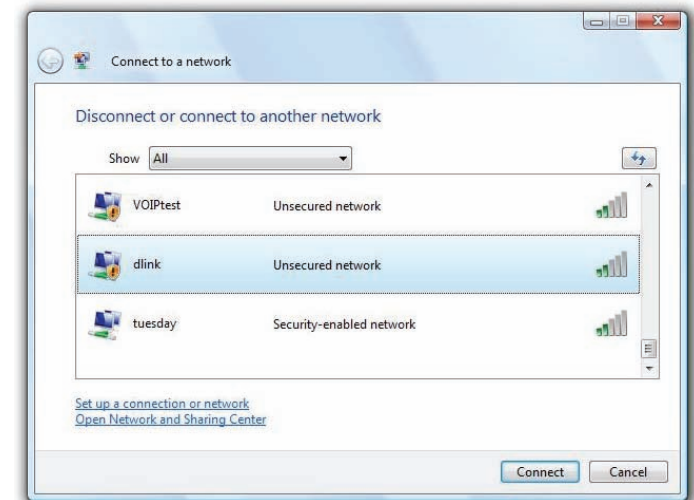 Connect to a network
Disconnect or connect to another network
Show All
VOIPtest Unsecured network
dlink Unsecured network
tuesday Security-enabled network
Set up a connection or network
Open Network and Sharing Center
Connect Cancel